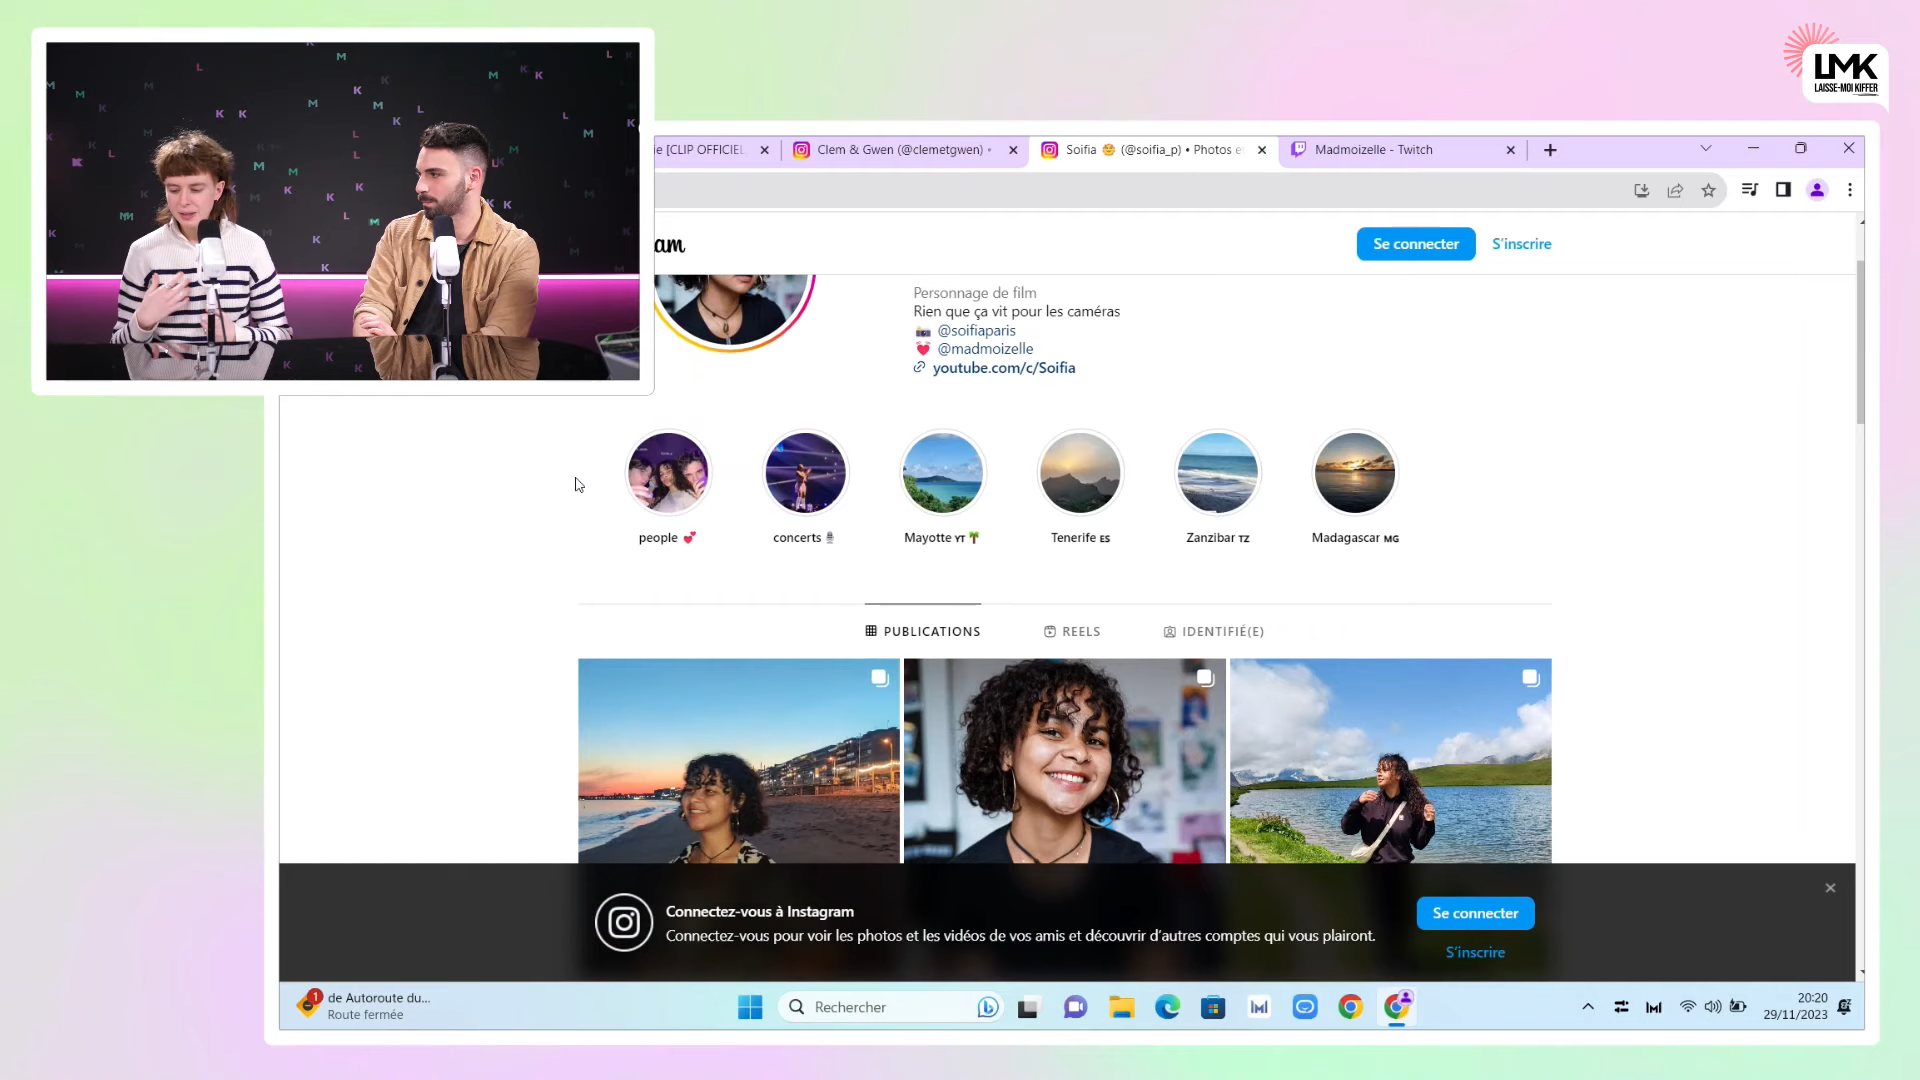 LMK
LAISSE-MOI KIFFER
ie [CLIP OFFICIEL
Clem & Gwen (@clemetgwen) •
Soifia 🌞 (@soifia_p) • Photos et
Madmoizelle - Twitch
am
Se connecter
S'inscrire
Personnage de film
Rien que ça vit pour les caméras
📸 @soifiaparis
💓 @madmoizelle
youtube.com/c/Soifia
people 💕
concerts 🎙
Mayotte YT 🌴
Tenerife ES
Zanzibar TZ
Madagascar MG
PUBLICATIONS
REELS
IDENTIFIÉ(E)
Connectez-vous à Instagram
Connectez-vous pour voir les photos et les vidéos de vos amis et découvrir d'autres comptes qui vous plairont.
Se connecter
S'inscrire
1
de Autoroute du...
Route fermée
Rechercher
20:20
29/11/2023